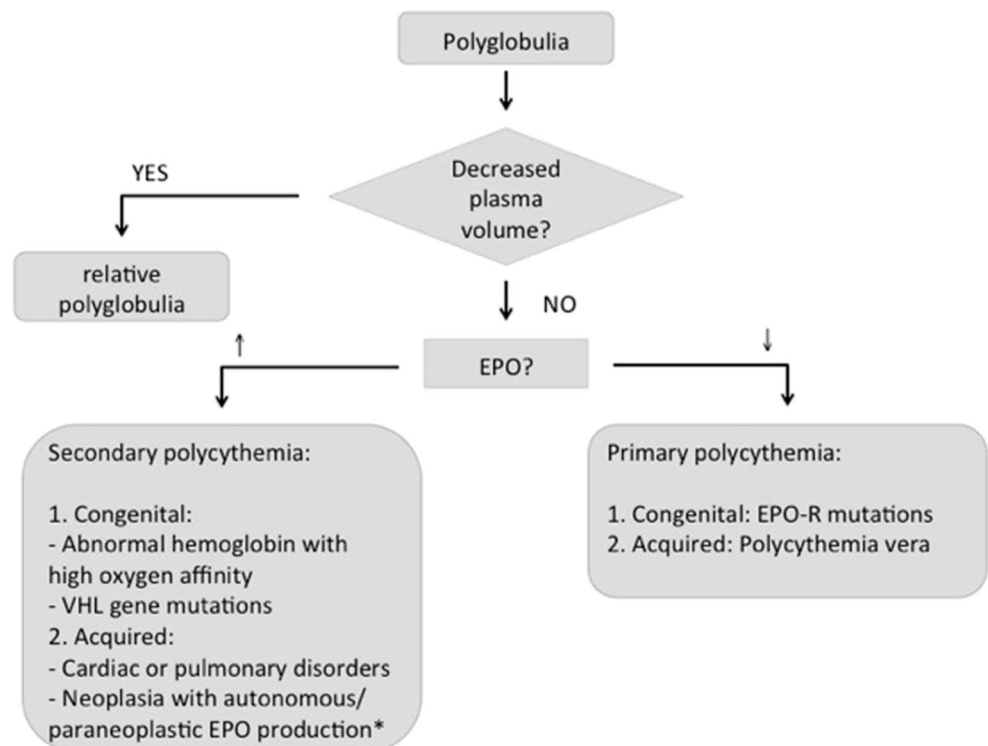 Polyglobulia
Decreased
plasma
volume?
YES
relative
polyglobulia
NO
↑
EPO?
↓
Secondary polycythemia:
1. Congenital:
- Abnormal hemoglobin with
high oxygen affinity
- VHL gene mutations
2. Acquired:
- Cardiac or pulmonary disorders
- Neoplasia with autonomous/
paraneoplastic EPO production*
Primary polycythemia:
1. Congenital: EPO-R mutations
2. Acquired: Polycythemia vera